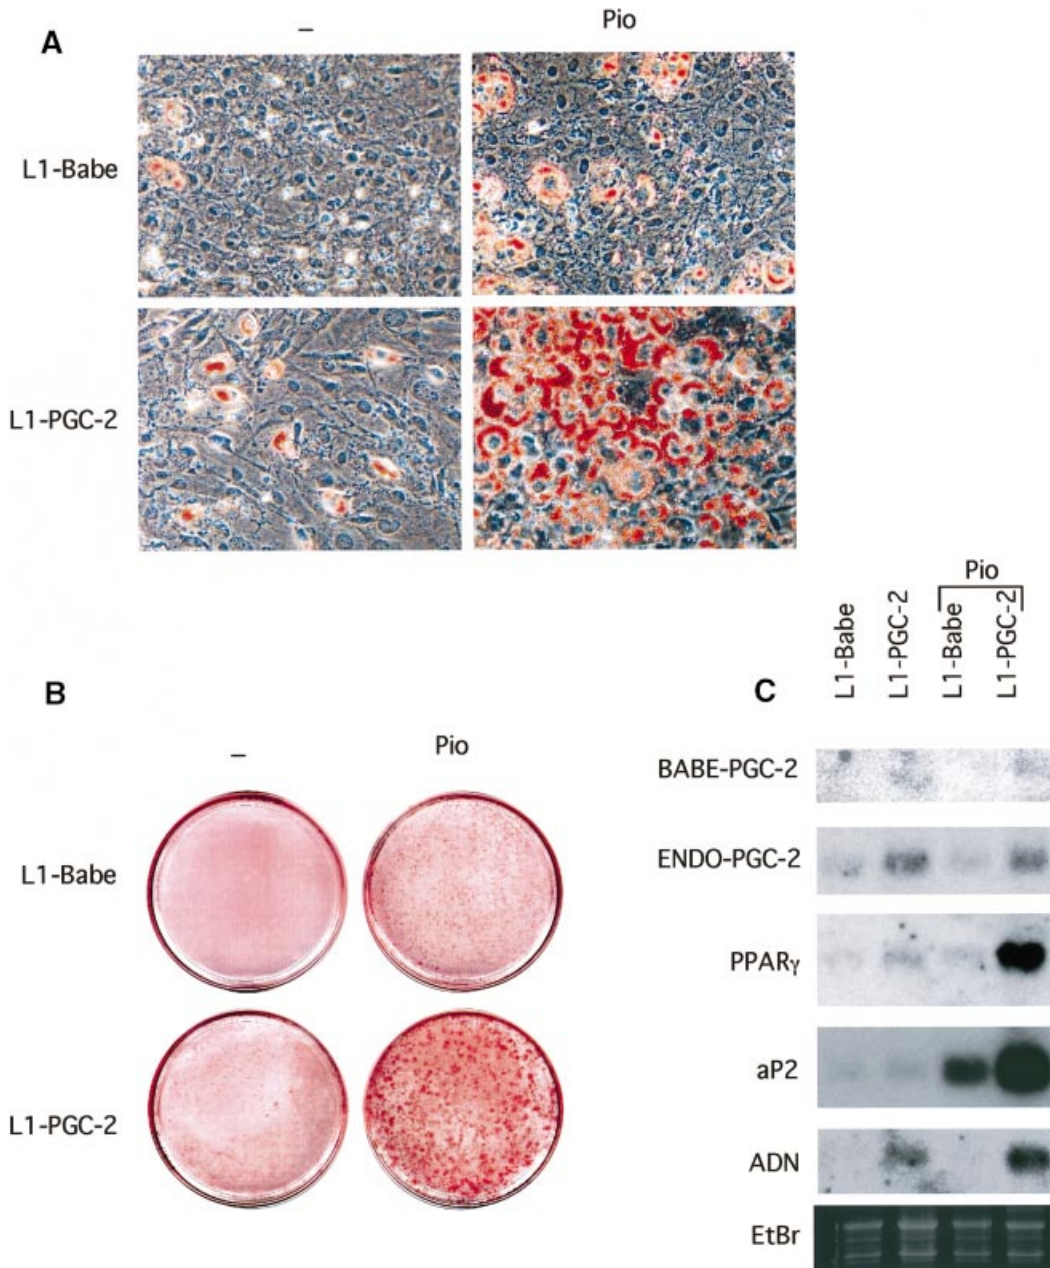 A
–
Pio
L1-Babe
L1-PGC-2
B
–
Pio
L1-Babe
L1-PGC-2
C
Pio
L1-Babe
L1-PGC-2
L1-Babe
L1-PGC-2
BABE-PGC-2
ENDO-PGC-2
PPARγ
aP2
ADN
EtBr